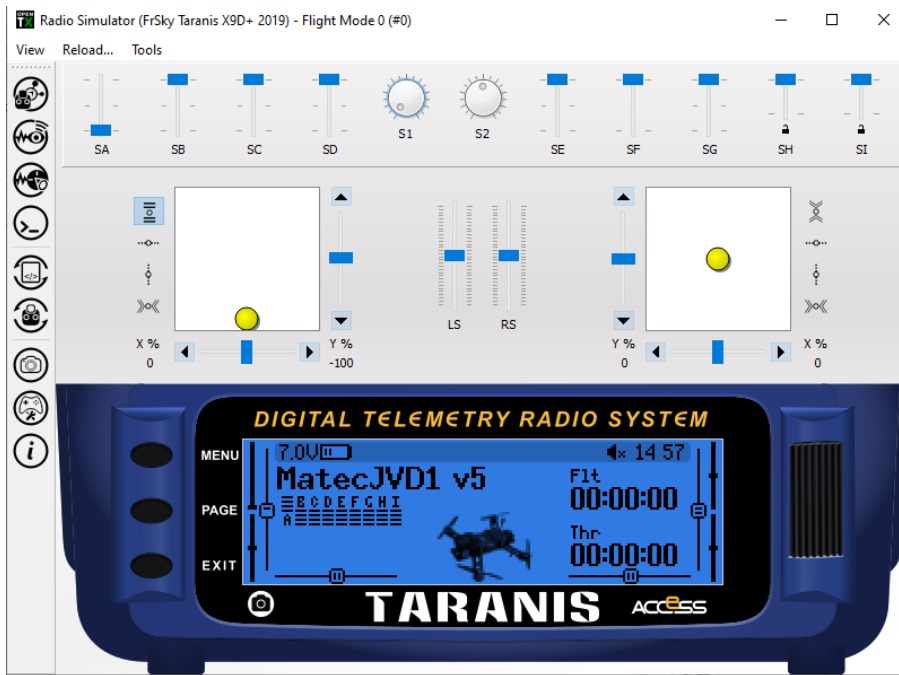 Radio Simulator (FrSky Taranis X9D+ 2019) - Flight Mode 0 (#0)
View Reload... Tools
SA SB SC SD S1 S2 SE SF SG SH SI
LS RS
X % Y % Y % X %
0 -100 0 0
DIGITAL TELEMETRY RADIO SYSTEM
MENU
PAGE
EXIT
7.0V 14 57
MatecJVD1 v5
Flt
00:00:00
BCDEFGHI
A
Thr
00:00:00
TARANIS ACCESS